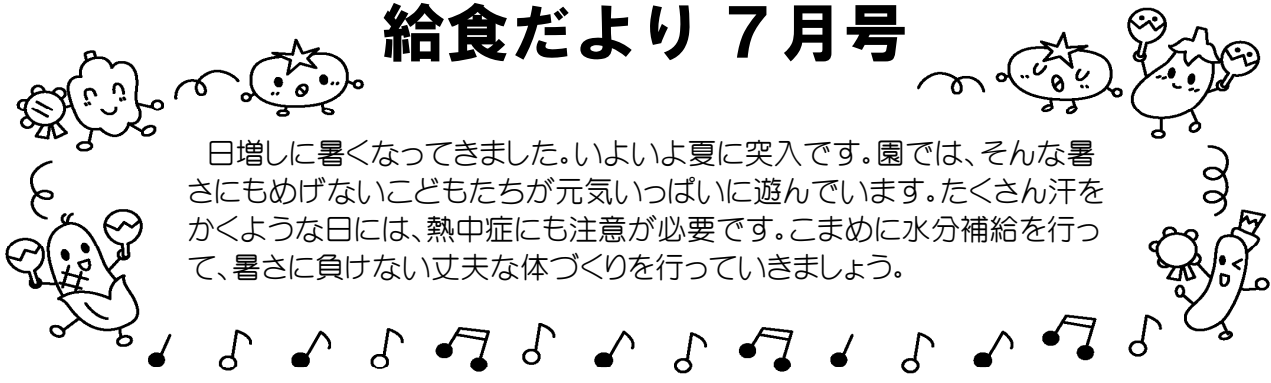 給食だより 7月号
日増しに暑くなってきました。いよいよ夏に突入です。園では、そんな暑
さにもめげないこどもたちが元気いっぱいに遊んでいます。たくさん汗を
かくような日には、熱中症にも注意が必要です。こまめに水分補給を行っ
て、暑さに負けない丈夫な体づくりを行っていきましょう。